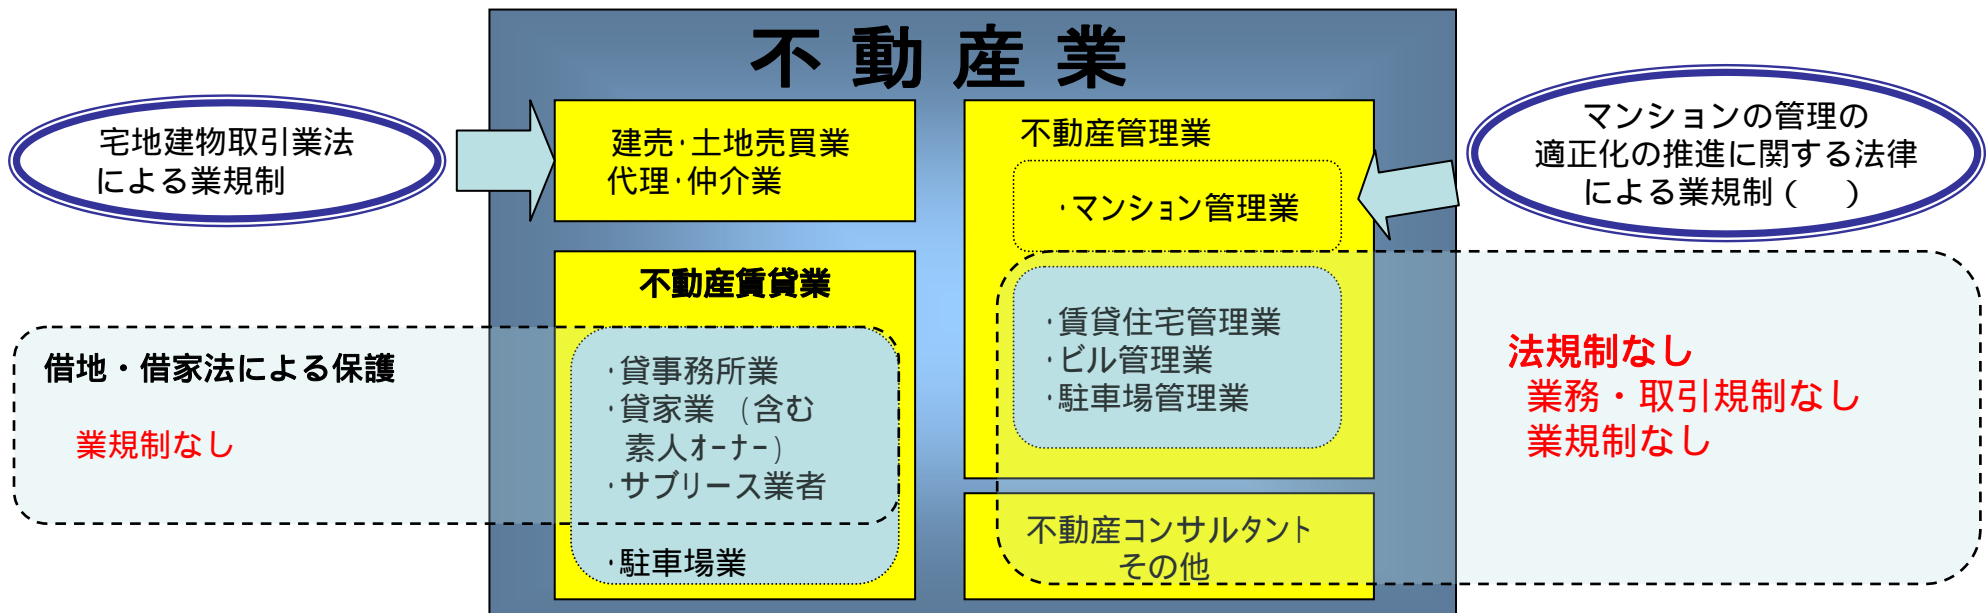 不動産業
宅地建物取引業法
による業規制
建売・土地売買業
代理・仲介業
不動産管理業
・マンション管理業
マンションの管理の
適正化の推進に関する法律
による業規制（　）
不動産賃貸業
借地・借家法による保護
業規制なし
・貸事務所業
・貸家業（含む
素人オーナー）
・サブリース業者
・駐車場業
・賃貸住宅管理業
・ビル管理業
・駐車場管理業
法規制なし
業務・取引規制なし
業規制なし
不動産コンサルタント
その他